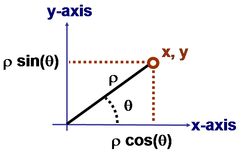 y-axis
x, y
ρ sin(θ)
ρ
θ
x-axis
ρ cos(θ)